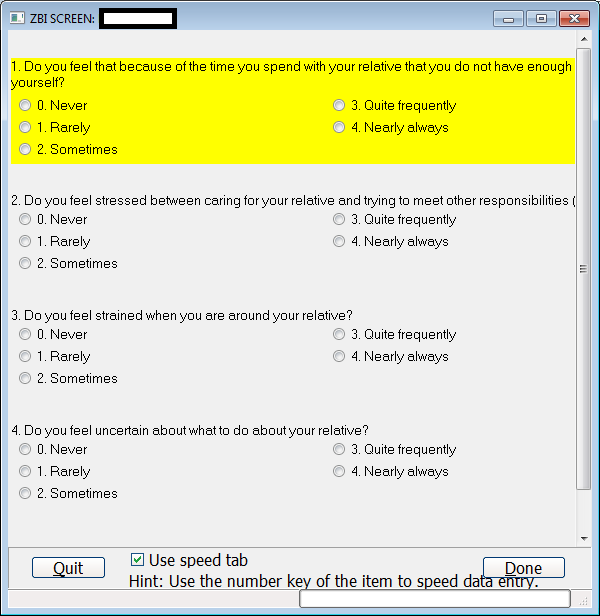 ZBI SCREEN:
1. Do you feel that because of the time you spend with your relative that you do not have enough
yourself?
0. Never 3. Quite frequently
1. Rarely 4. Nearly always
2. Sometimes
2. Do you feel stressed between caring for your relative and trying to meet other responsibilities (
0. Never 3. Quite frequently
1. Rarely 4. Nearly always
2. Sometimes
3. Do you feel strained when you are around your relative?
0. Never 3. Quite frequently
1. Rarely 4. Nearly always
2. Sometimes
4. Do you feel uncertain about what to do about your relative?
0. Never 3. Quite frequently
1. Rarely 4. Nearly always
2. Sometimes
Quit Use speed tab Done
Hint: Use the number key of the item to speed data entry.